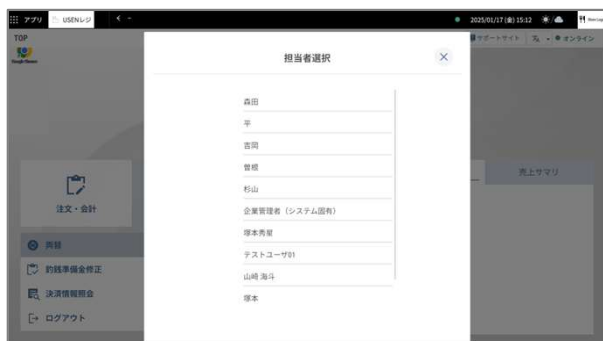 アプリ
USENレジ
2025/01/17(金) 15:12
TOP
サポートサイト
オンライン
担当者選択
森田
平
吉岡
曽根
杉山
企業管理者（システム固有）
塚本秀星
テストユーザ01
山﨑 海斗
塚本
注文・会計
売上サマリ
再開
釣銭準備金修正
決済情報照会
ログアウト